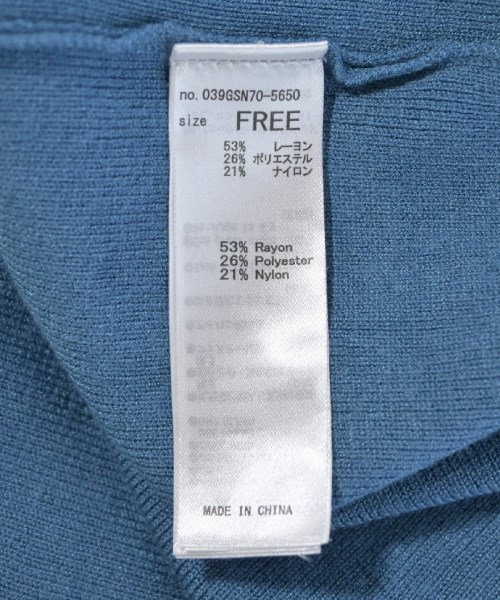 no. 039GSN70-5650
size FREE
53% レーヨン
26% ポリエステル
21% ナイロン
53% Rayon
26% Polyester
21% Nylon
MADE IN CHINA